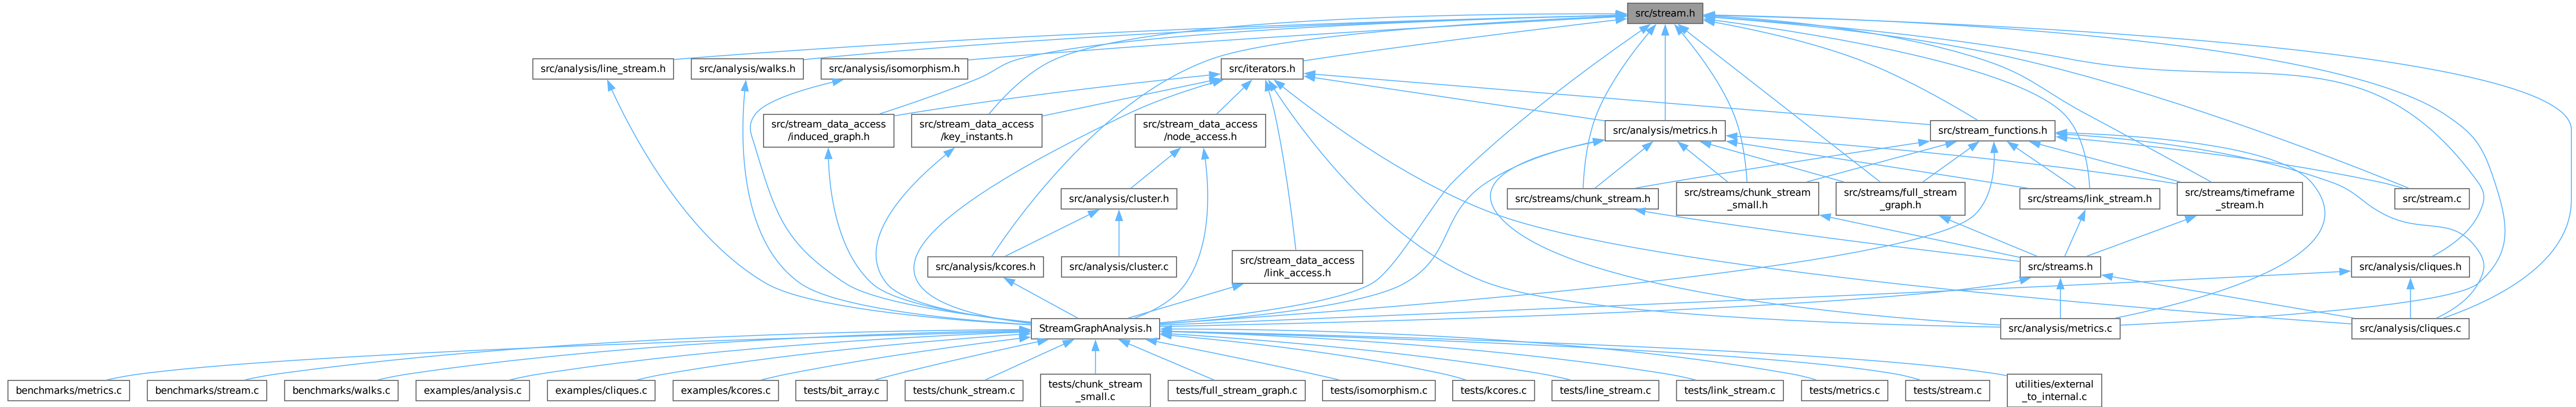 src/stream.h
src/analysis/line_stream.h
src/analysis/walks.h
src/analysis/isomorphism.h
src/iterators.h
src/stream_data_access
/induced_graph.h
src/stream_data_access
/key_instants.h
src/stream_data_access
/node_access.h
src/analysis/metrics.h
src/stream_functions.h
src/analysis/cluster.h
src/streams/chunk_stream.h
src/streams/chunk_stream
_small.h
src/streams/full_stream
_graph.h
src/streams/link_stream.h
src/streams/timeframe
_stream.h
src/stream.c
src/analysis/kcores.h
src/analysis/cluster.c
src/stream_data_access
/link_access.h
src/streams.h
src/analysis/cliques.h
StreamGraphAnalysis.h
src/analysis/metrics.c
src/analysis/cliques.c
benchmarks/metrics.c
benchmarks/stream.c
benchmarks/walks.c
examples/analysis.c
examples/cliques.c
examples/kcores.c
tests/bit_array.c
tests/chunk_stream.c
tests/chunk_stream
_small.c
tests/full_stream_graph.c
tests/isomorphism.c
tests/kcores.c
tests/line_stream.c
tests/link_stream.c
tests/metrics.c
tests/stream.c
utilities/external
_to_internal.c